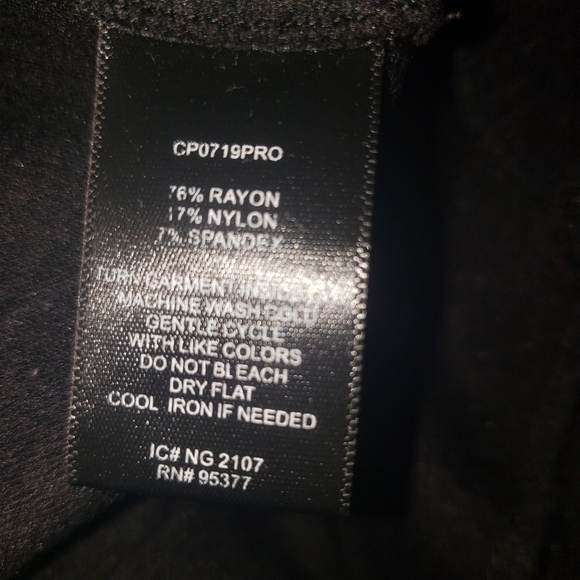 CP0719PRO
76% RAYON
17% NYLON
7% SPANDEX
TURN GARMENT
MACHINE WASH COLD
GENTLE CYCLE
WITH LIKE COLORS
DO NOT BLEACH
DRY FLAT
COOL IRON IF NEEDED
IC# NG 2107
RN# 95377